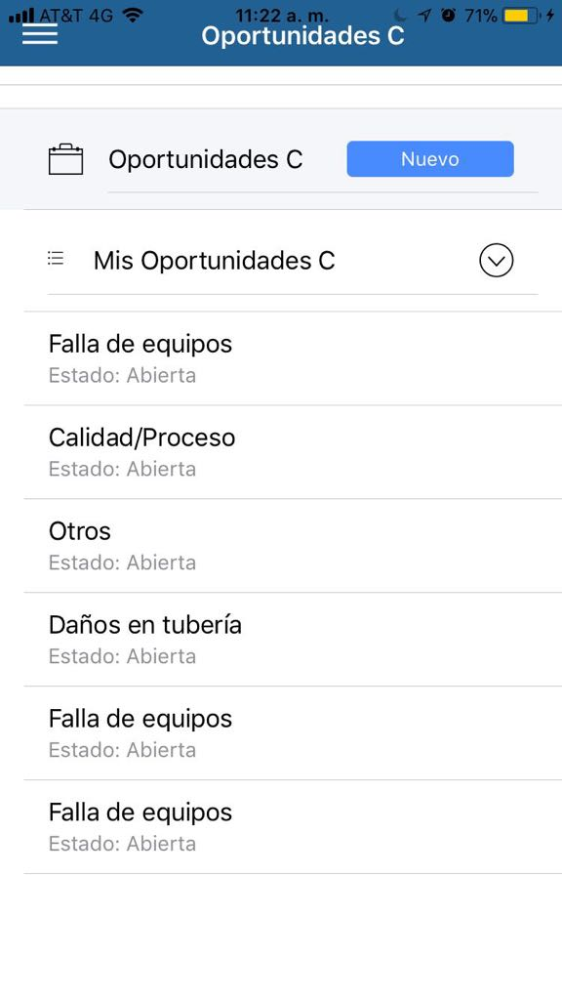 AT&T 4G 11:22 a. m. 71%
Oportunidades C
Oportunidades C Nuevo
Mis Oportunidades C
Falla de equipos
Estado: Abierta
Calidad/Proceso
Estado: Abierta
Otros
Estado: Abierta
Daños en tubería
Estado: Abierta
Falla de equipos
Estado: Abierta
Falla de equipos
Estado: Abierta